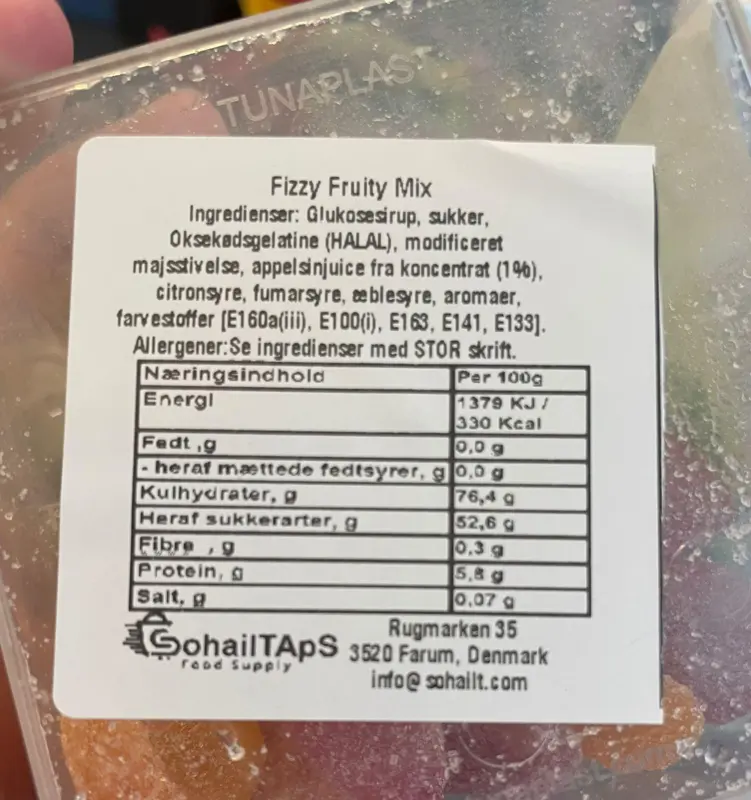 TUNAPLAST
Fizzy Fruity Mix
Ingredienser: Glukosesirup, sukker,
Oksekødsgelatine (HALAL), modificeret
majsstivelse, appelsinjuice fra koncentrat (1%),
citronsyre, fumarsyre, æblesyre, aromaer,
farvestoffer [E160a(iii), E100(i), E163, E141, E133].
Allergener:Se ingredienser med STOR skrift.
Næringsindhold Per 100g
Energi 1379 KJ /
330 Kcal
Fedt ,g 0,0 g
- heraf mættede fedtsyrer, g 0,0 g
Kulhydrater, g 76,4 g
Heraf sukkerarter, g 52,6 g
Fibre , g 0,3 g
Protein, g 5,8 g
Salt, g 0,07 g
SohailTApS
Food Supply
Rugmarken 35
3520 Farum, Denmark
info@sohailt.com